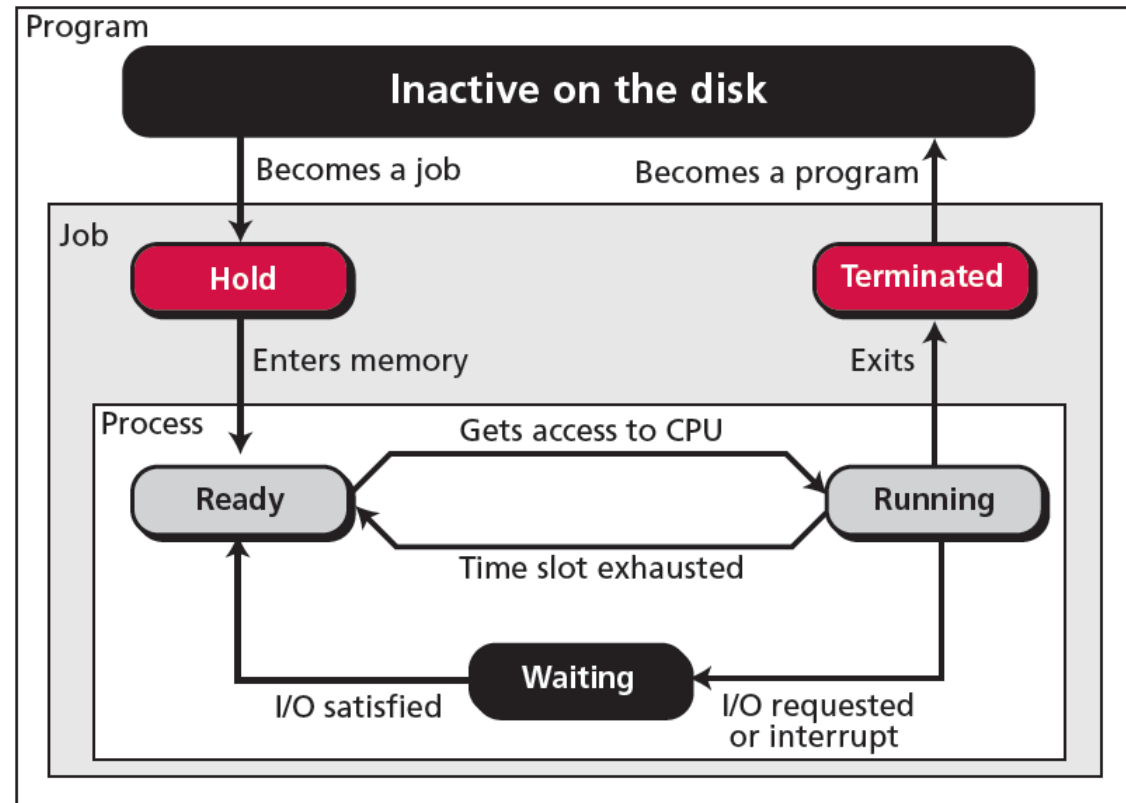 Program
Inactive on the disk
Becomes a job
Becomes a program
Job
Hold
Terminated
Enters memory
Exits
Process
Gets access to CPU
Ready
Running
Time slot exhausted
Waiting
I/O satisfied
I/O requested
or interrupt